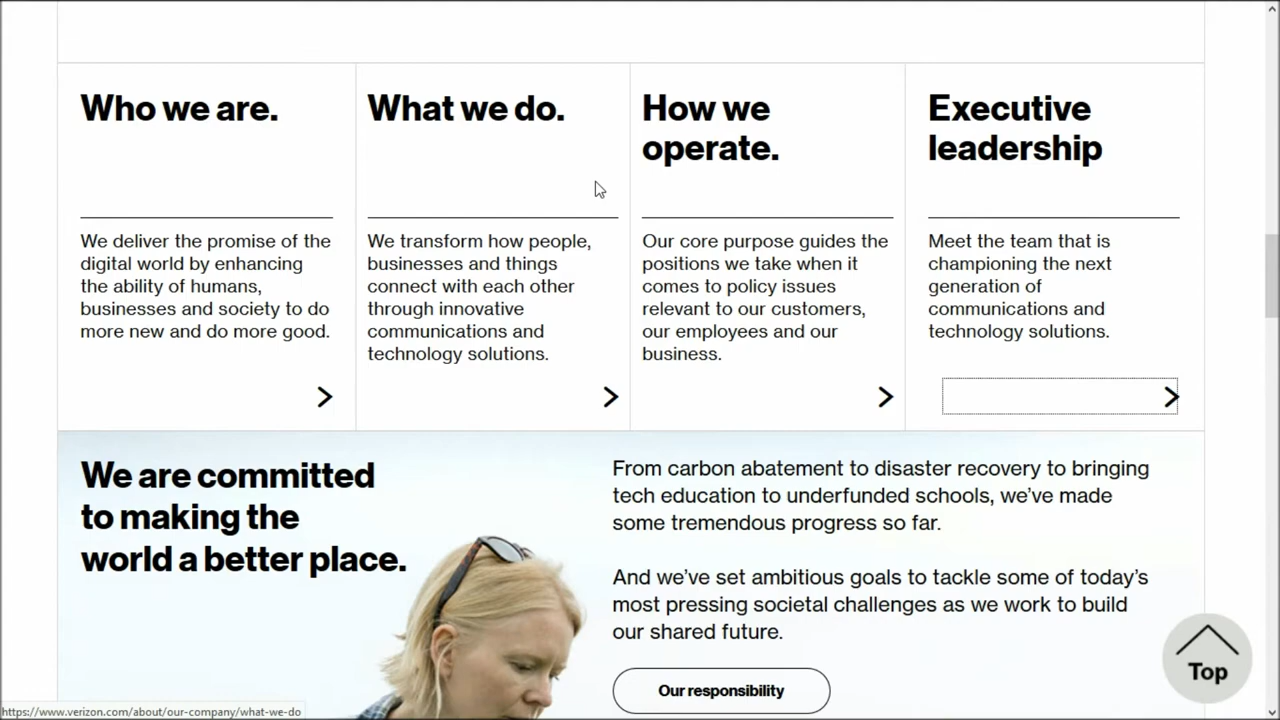 Who we are.
We deliver the promise of the
digital world by enhancing
the ability of humans,
businesses and society to do
more new and do more good.
What we do.
We transform how people,
businesses and things
connect with each other
through innovative
communications and
technology solutions.
How we
operate.
Our core purpose guides the
positions we take when it
comes to policy issues
relevant to our customers,
our employees and our
business.
Executive
leadership
Meet the team that is
championing the next
generation of
communications and
technology solutions.
We are committed
to making the
world a better place.
From carbon abatement to disaster recovery to bringing
tech education to underfunded schools, we’ve made
some tremendous progress so far.
And we’ve set ambitious goals to tackle some of today’s
most pressing societal challenges as we work to build
our shared future.
Our responsibility
Top
https://www.verizon.com/about/our-company/what-we-do